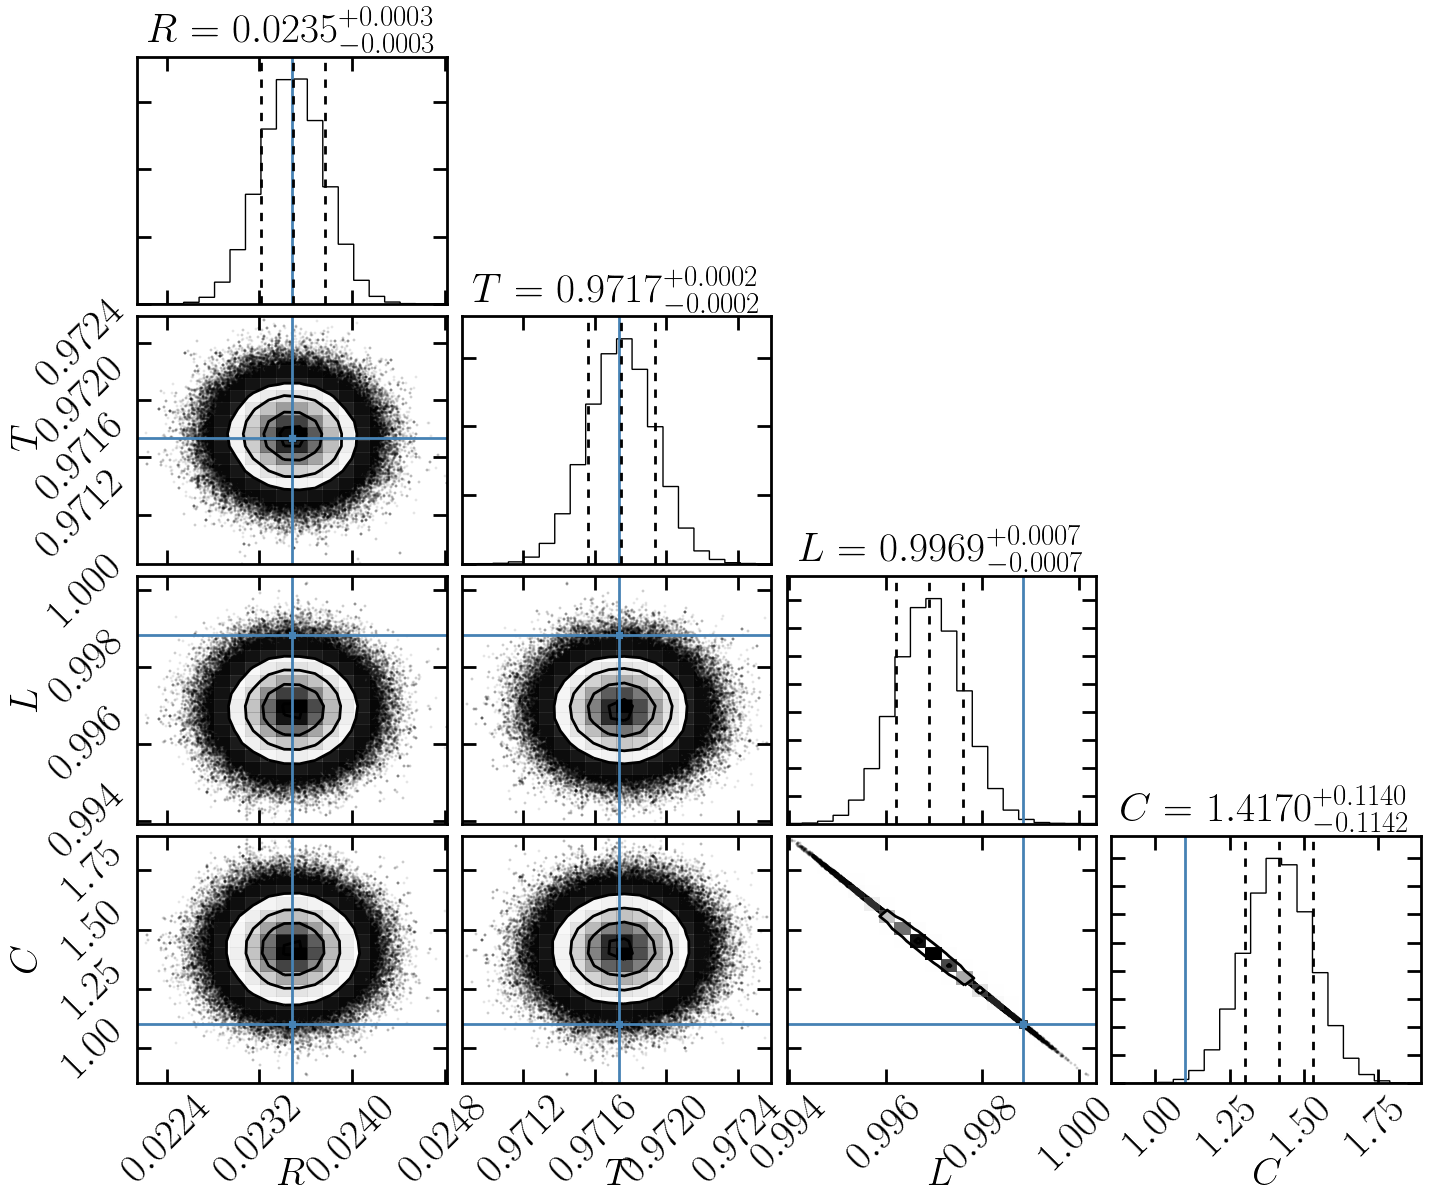 R = 0.0235^{+0.0003}_{-0.0003}
T = 0.9717^{+0.0002}_{-0.0002}
0.9724
0.9720
0.9716
0.9712
T
L = 0.9969^{+0.0007}_{-0.0007}
1.000
0.998
0.996
0.994
L
C = 1.4170^{+0.1140}_{-0.1142}
1.75
1.50
1.25
1.00
C
0.0224 0.0232 0.0240 0.0248
0.9712 0.9716 0.9720 0.9724
0.994 0.996 0.998 1.000
1.00 1.25 1.50 1.75
R T L C